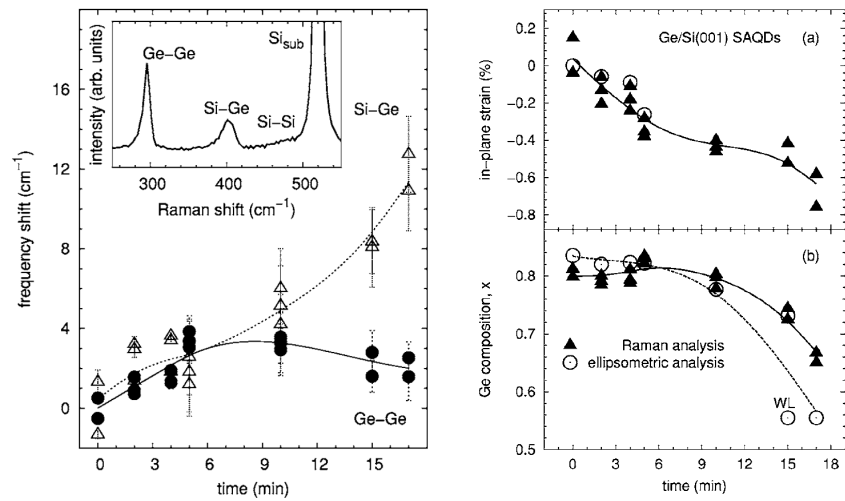 Ge–Ge
Si–Ge
Si–Si
Si_sub
intensity (arb. units)
300
400
500
Raman shift (cm⁻¹)
Si–Ge
Ge–Ge
frequency shift (cm⁻¹)
16
12
8
4
0
0
3
6
9
12
15
18
time (min)
Ge/Si(001) SAQDs
(a)
in–plane strain (%)
0.2
0
−0.2
−0.4
−0.6
−0.8
(b)
Raman analysis
ellipsometric analysis
WL
Ge composition, x
0.8
0.7
0.6
0.5
0
3
6
9
12
15
18
time (min)